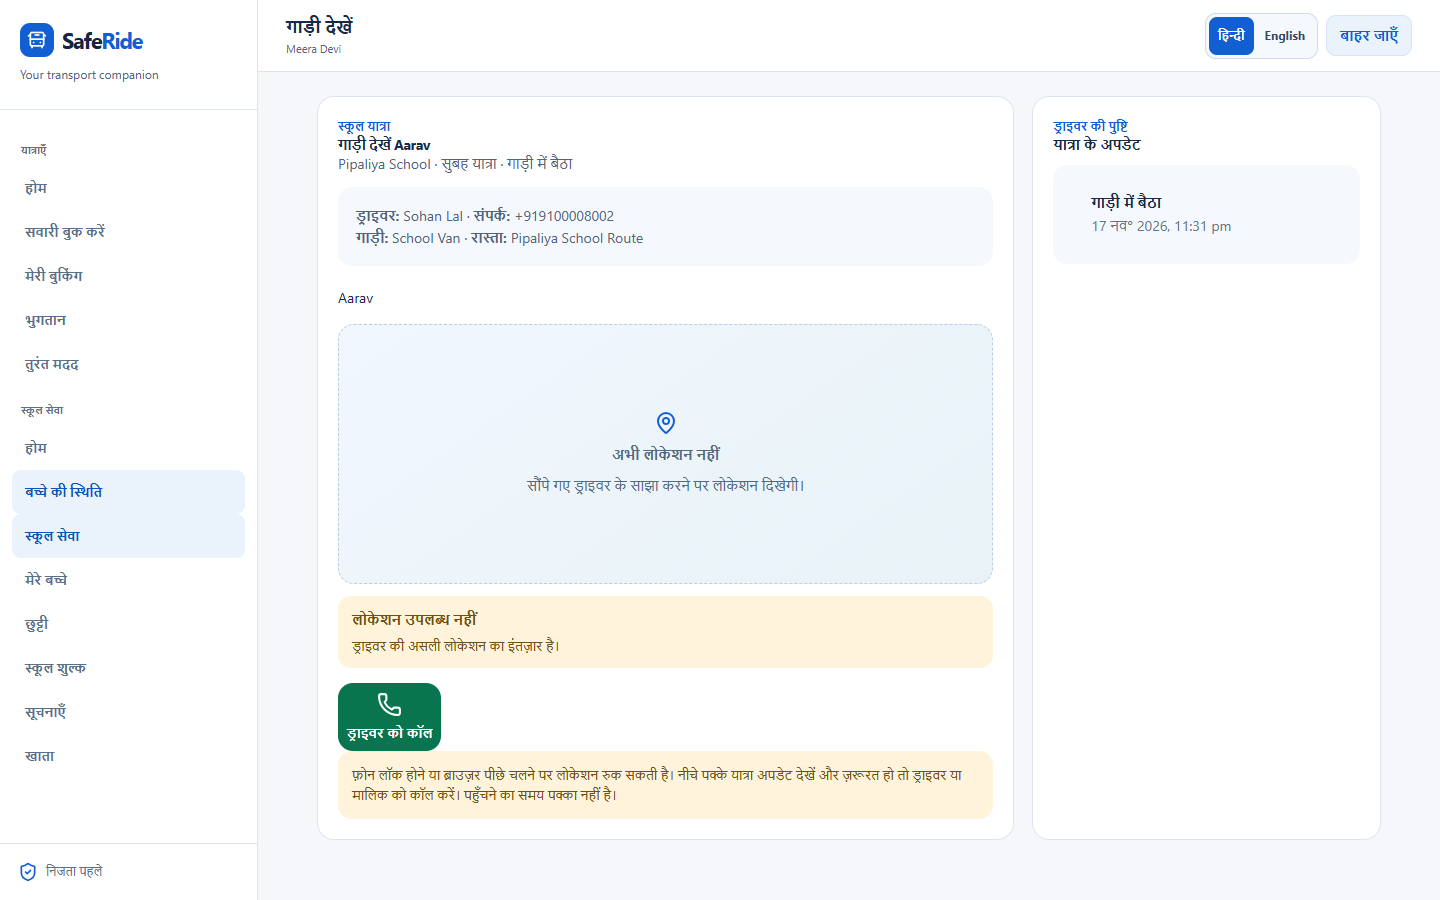 SafeRide
Your transport companion
यात्राएँ
होम
सवारी बुक करें
मेरी बुकिंग
भुगतान
तुरंत मदद
स्कूल सेवा
होम
बच्चे की स्थिति
स्कूल सेवा
मेरे बच्चे
छुट्टी
स्कूल शुल्क
सूचनाएँ
खाता
निजता पहले
गाड़ी देखें
Meera Devi
हिन्दी English बाहर जाएँ
स्कूल यात्रा
गाड़ी देखें Aarav
Pipaliya School · सुबह यात्रा · गाड़ी में बैठा
ड्राइवर: Sohan Lal · संपर्क: +919100008002
गाड़ी: School Van · रास्ता: Pipaliya School Route
Aarav
अभी लोकेशन नहीं
सौंपे गए ड्राइवर के साझा करने पर लोकेशन दिखेगी।
लोकेशन उपलब्ध नहीं
ड्राइवर की असली लोकेशन का इंतज़ार है।
ड्राइवर को कॉल
फ़ोन लॉक होने या ब्राउज़र पीछे चलने पर लोकेशन रुक सकती है। नीचे पक्के यात्रा अपडेट देखें और ज़रूरत हो तो ड्राइवर या
मालिक को कॉल करें। पहुँचने का समय पक्का नहीं है।
ड्राइवर की पुष्टि
यात्रा के अपडेट
गाड़ी में बैठा
17 नव॰ 2026, 11:31 pm